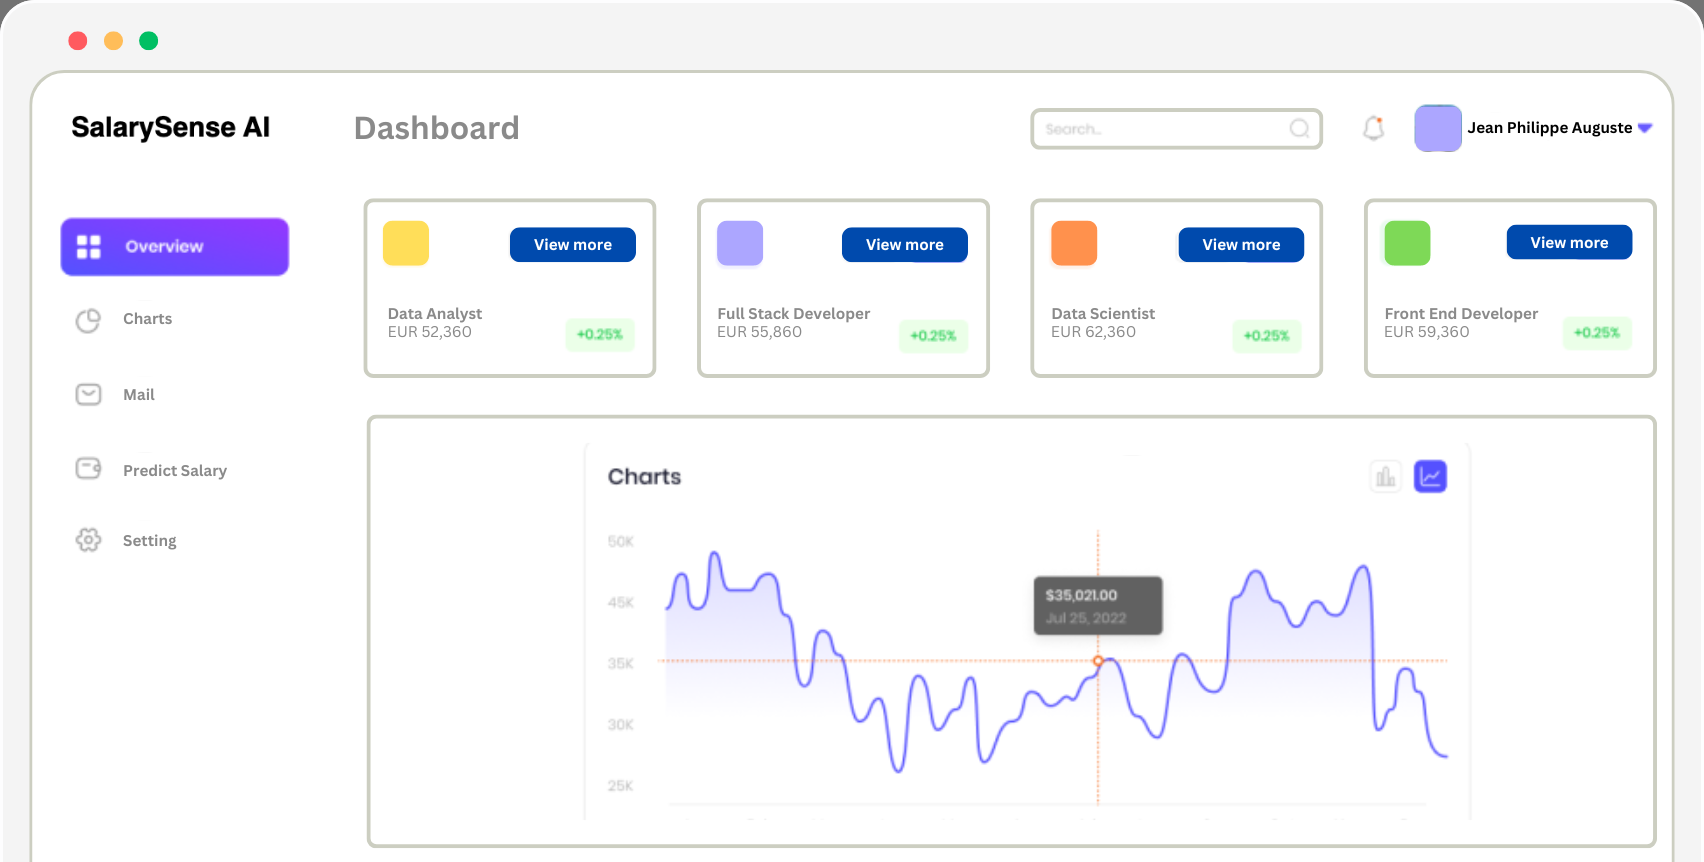 SalarySense AI
Dashboard
Search...
Jean Philippe Auguste
Overview
Charts
Mail
Predict Salary
Setting
View more
Data Analyst
EUR 52,360
+0.25%
View more
Full Stack Developer
EUR 55,860
+0.25%
View more
Data Scientist
EUR 62,360
+0.25%
View more
Front End Developer
EUR 59,360
+0.25%
Charts
50K
45K
35K
30K
25K
$35,021.00
Jul 25, 2022